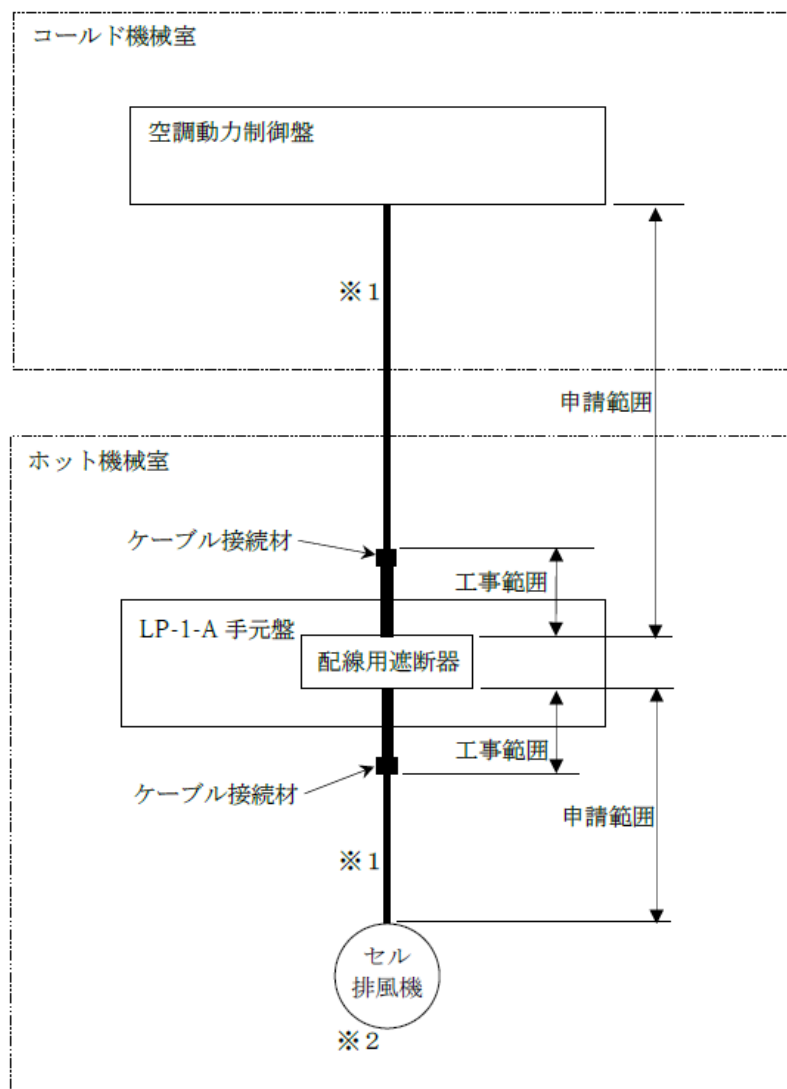 コールド機械室
空調動力制御盤
※1
申請範囲
ホット機械室
ケーブル接続材
工事範囲
LP-1-A 手元盤
配線用遮断器
工事範囲
ケーブル接続材
申請範囲
※1
セル
排風機
※2